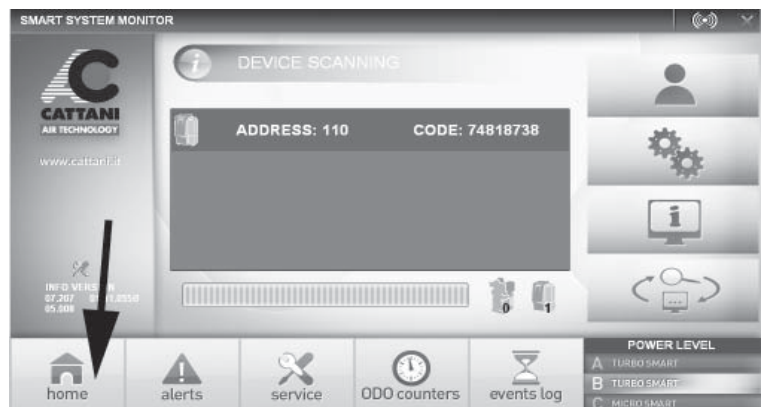 SMART SYSTEM MONITOR
AC
CATTANI
AIR TECHNOLOGY
www.cattani.it
DEVICE SCANNING
ADDRESS: 110 CODE: 74818738
INFO VERSION
07.207
05.008
0
1
home
alerts
service
ODO counters
events log
POWER LEVEL
A TURBO SMART
B TURBO SMART
C MICRO SMART